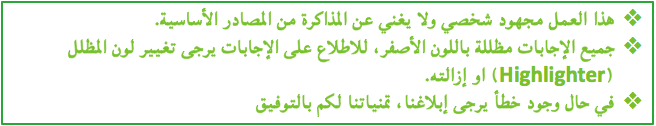 ❖ هذا العمل مجهود شخصي ولا يغني عن المذاكرة من المصادر الأساسية.
❖ جميع الإجابات مظللة باللون الأصفر، للاطلاع على الإجابات يرجى تغيير لون المظلل
(Highlighter) او إزالته.
❖ في حال وجود خطأ يرجى إبلاغنا، تمنياتنا لكم بالتوفيق